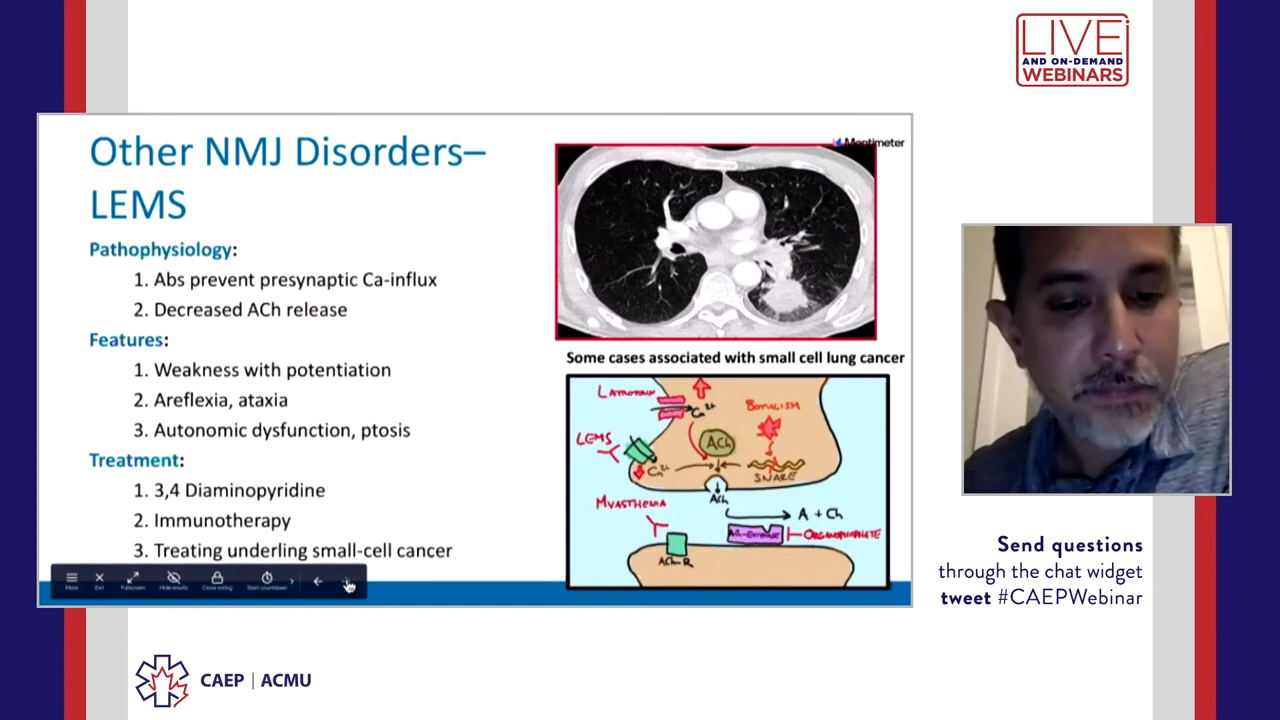 LIVE
AND ON-DEMAND
WEBINARS
Mentimeter
Other NMJ Disorders–
LEMS
Pathophysiology:
1. Abs prevent presynaptic Ca-influx
2. Decreased ACh release
Features:
1. Weakness with potentiation
2. Areflexia, ataxia
3. Autonomic dysfunction, ptosis
Treatment:
1. 3,4 Diaminopyridine
2. Immunotherapy
3. Treating underling small-cell cancer
Some cases associated with small cell lung cancer
LATROTOXIN
Ca2+
BOTULISM
LEMS
ACh
Ca2+
SNARE
ACh
MYASTHENIA
A + Ch
ORGANOPHOSPHATE
ACh-R
Exit
Fullscreen
Hide results
Close voting
Start countdown
Send questions
through the chat widget
tweet #CAEPWebinar
CAEP | ACMU